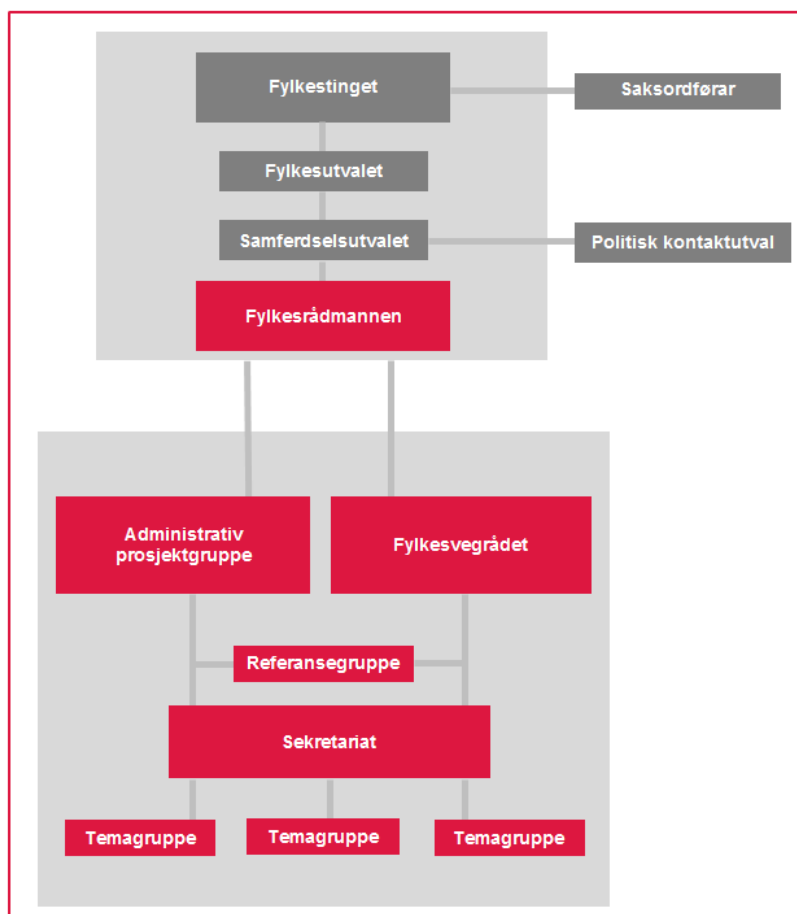 Fylkestinget
Saksordførar
Fylkesutvalet
Samferdselsutvalet
Politisk kontaktutval
Fylkesrådmannen
Administrativ
prosjektgruppe
Fylkesvegrådet
Referansegruppe
Sekretariat
Temagruppe
Temagruppe
Temagruppe